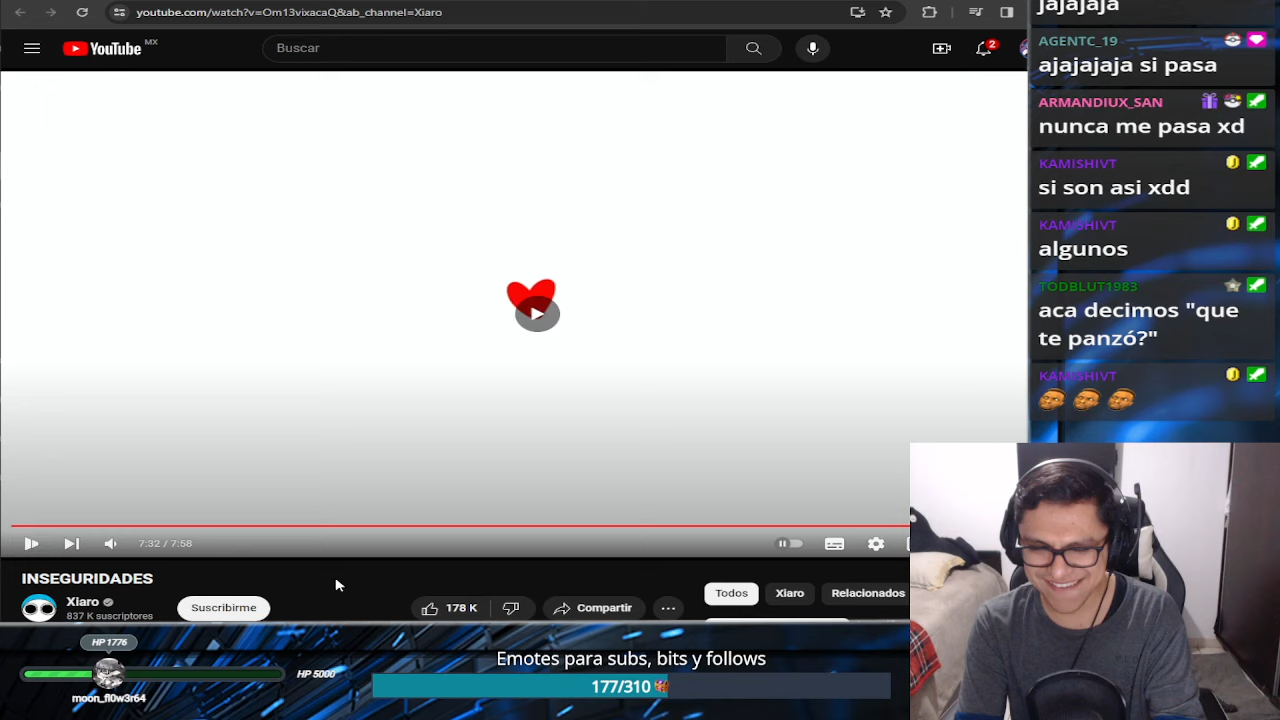 youtube.com/watch?v=Om13vixacaQ&ab_channel=Xiaro
YouTube MX
Buscar
2
7:32 / 7:58
INSEGURIDADES
Xiaro
837 K suscriptores
Suscribirme
178 K
Compartir
Todos
Xiaro
Relacionados
jajajaja
AGENTC_19
ajajajaja si pasa
ARMANDIUX_SAN
nunca me pasa xd
KAMISHIVT
si son asi xdd
KAMISHIVT
algunos
TODBLUT1983
aca decimos "que
te panzó?"
KAMISHIVT
HP 1776
HP 5000
moon_fl0w3r64
Emotes para subs, bits y follows
177/310